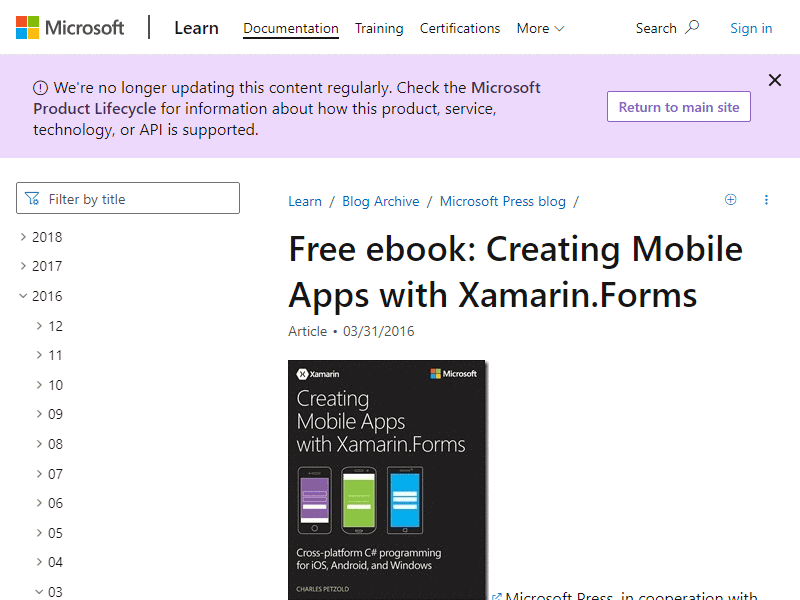 Microsoft
Learn
Documentation
Training
Certifications
More
Search
Sign in
We're no longer updating this content regularly. Check the Microsoft
Product Lifecycle for information about how this product, service,
technology, or API is supported.
Return to main site
Filter by title
2018
2017
2016
12
11
10
09
08
07
06
05
04
03
Learn / Blog Archive / Microsoft Press blog /
Free ebook: Creating Mobile
Apps with Xamarin.Forms
Article • 03/31/2016
Xamarin
Microsoft
Creating
Mobile Apps
with Xamarin.Forms
Cross-platform C# programming
for iOS, Android, and Windows
CHARLES PETZOLD
Microsoft Press, in cooperation with